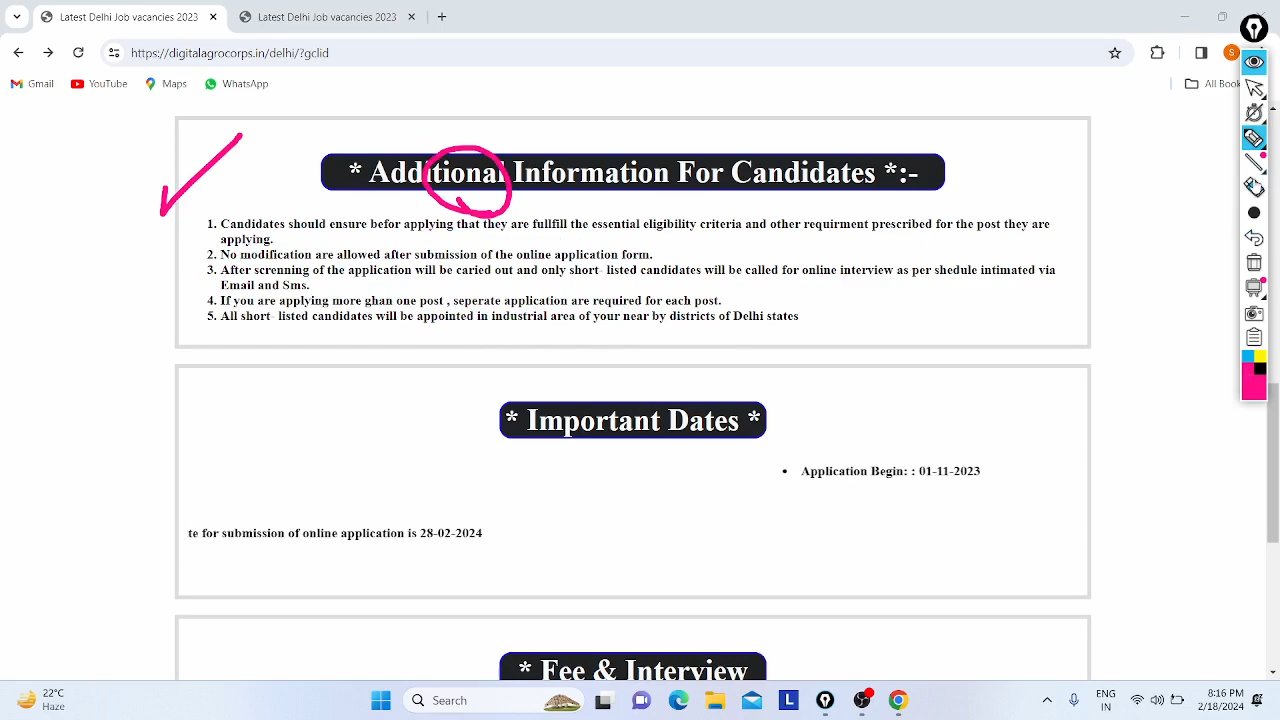 Latest Delhi Job vacancies 2023
Latest Delhi Job vacancies 2023
https://digitalagrocorps.in/delhi/?gclid
S
Gmail
YouTube
Maps
WhatsApp
All Book
* Additional Information For Candidates *:-
1. Candidates should ensure befor applying that they are fullfill the essential eligibility criteria and other requirment prescribed for the post they are
applying.
2. No modification are allowed after submission of the online application form.
3. After screnning of the application will be caried out and only short- listed candidates will be called for online interview as per shedule intimated via
Email and Sms.
4. If you are applying more ghan one post , seperate application are required for each post.
5. All short- listed candidates will be appointed in industrial area of your near by districts of Delhi states
* Important Dates *
• Application Begin: : 01-11-2023
te for submission of online application is 28-02-2024
* Fee & Interview
22°C
Haze
Search
L
ENG
IN
8:16 PM
2/18/2024